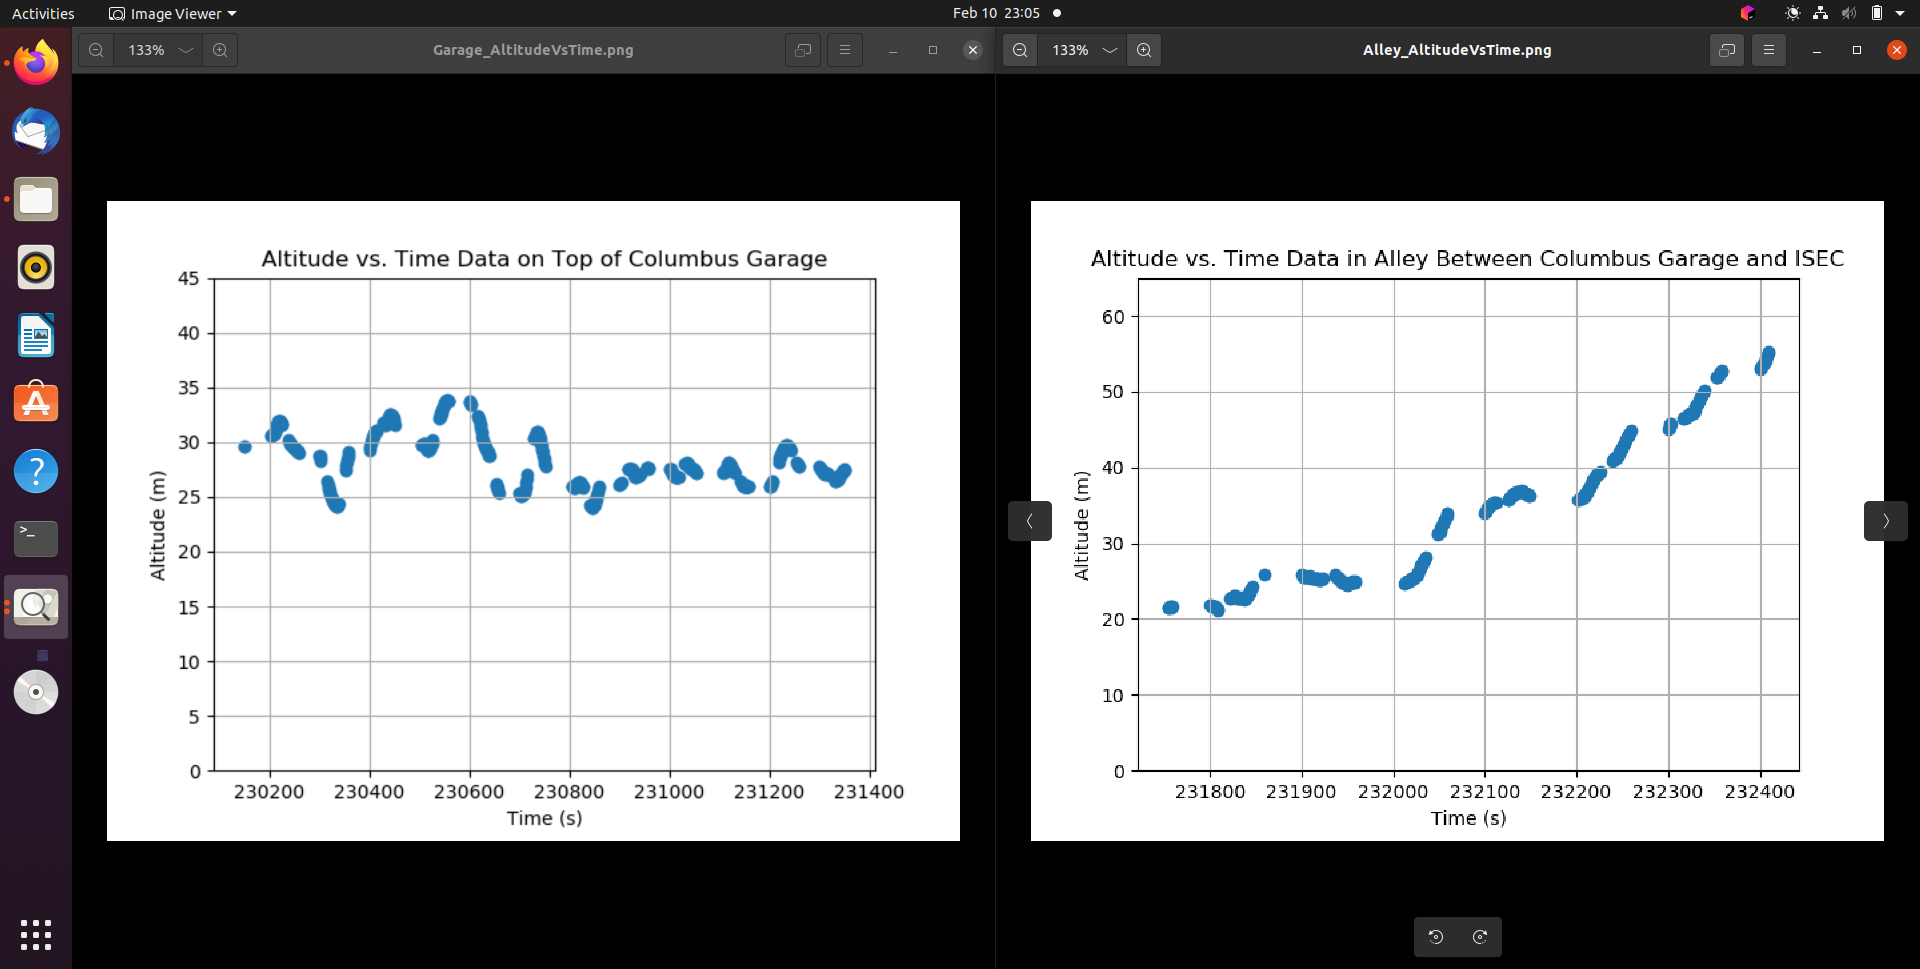 Activities
Image Viewer
Feb 10 23:05
133%
Garage_AltitudeVsTime.png
133%
Alley_AltitudeVsTime.png
Altitude vs. Time Data on Top of Columbus Garage
45
40
35
30
25
20
15
10
5
0
Altitude (m)
230200 230400 230600 230800 231000 231200 231400
Time (s)
Altitude vs. Time Data in Alley Between Columbus Garage and ISEC
60
50
40
30
20
10
0
Altitude (m)
231800 231900 232000 232100 232200 232300 232400
Time (s)